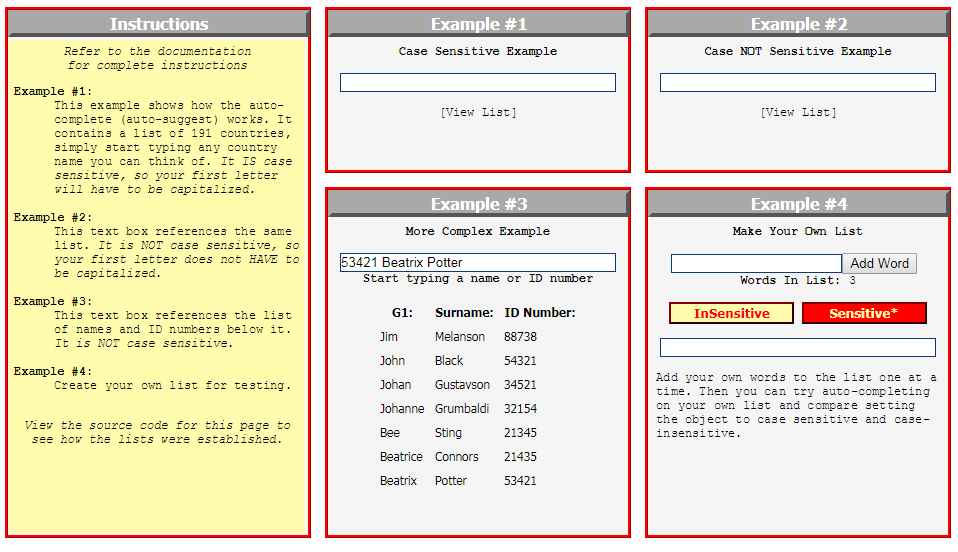 Instructions
Refer to the documentation
for complete instructions
Example #1:
This example shows how the auto-
complete (auto-suggest) works. It
contains a list of 191 countries,
simply start typing any country
name you can think of. It IS case
sensitive, so your first letter
will have to be capitalized.
Example #2:
This text box references the same
list. It is NOT case sensitive, so
your first letter does not HAVE to
be capitalized.
Example #3:
This text box references the list
of names and ID numbers below it.
It is NOT case sensitive.
Example #4:
Create your own list for testing.
View the source code for this page to
see how the lists were established.
Example #1
Case Sensitive Example
[View List]
Example #2
Case NOT Sensitive Example
[View List]
Example #3
More Complex Example
53421 Beatrix Potter
Start typing a name or ID number
G1: Surname: ID Number:
Jim Melanson 88738
John Black 54321
Johan Gustavson 34521
Johanne Grumbaldi 32154
Bee Sting 21345
Beatrice Connors 21435
Beatrix Potter 53421
Example #4
Make Your Own List
Add Word
Words In List: 3
InSensitive Sensitive*
Add your own words to the list one at a
time. Then you can try auto-completing
on your own list and compare setting
the object to case sensitive and case-
insensitive.